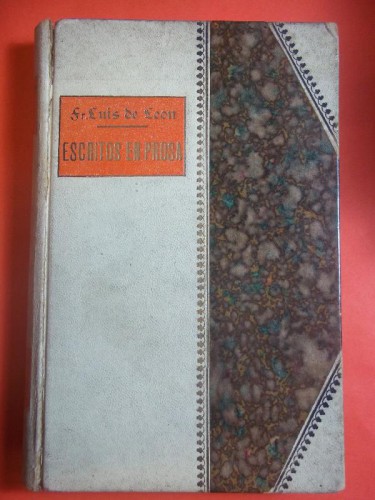 Fr. Luis de Leon
ESCRITOS EN PROSA